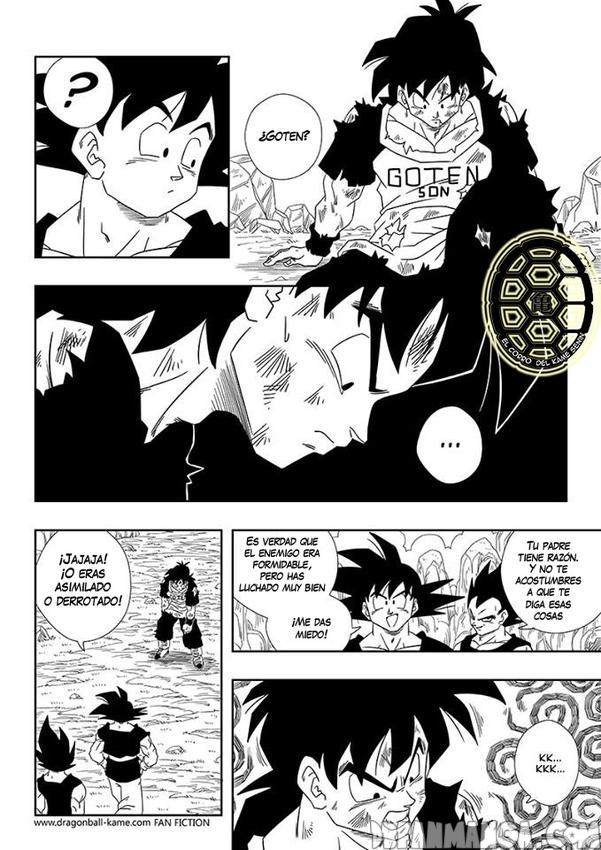 ?
¿GOTEN?
GOTEN
SON
亀
EL CORRO DEL KAME SENIN
...
¡JAJAJA!
¡O ERAS
ASIMILADO
O DERROTADO!
ES VERDAD QUE
EL ENEMIGO ERA
FORMIDABLE,
PERO HAS
LUCHADO MUY BIEN
¡ME DAS
MIEDO!
TU PADRE
TIENE RAZÓN.
Y NO TE
ACOSTUMBRES
A QUE TE
DIGA ESAS
COSAS
KK...
KKK...
www.dragonball-kame.com FAN FICTION